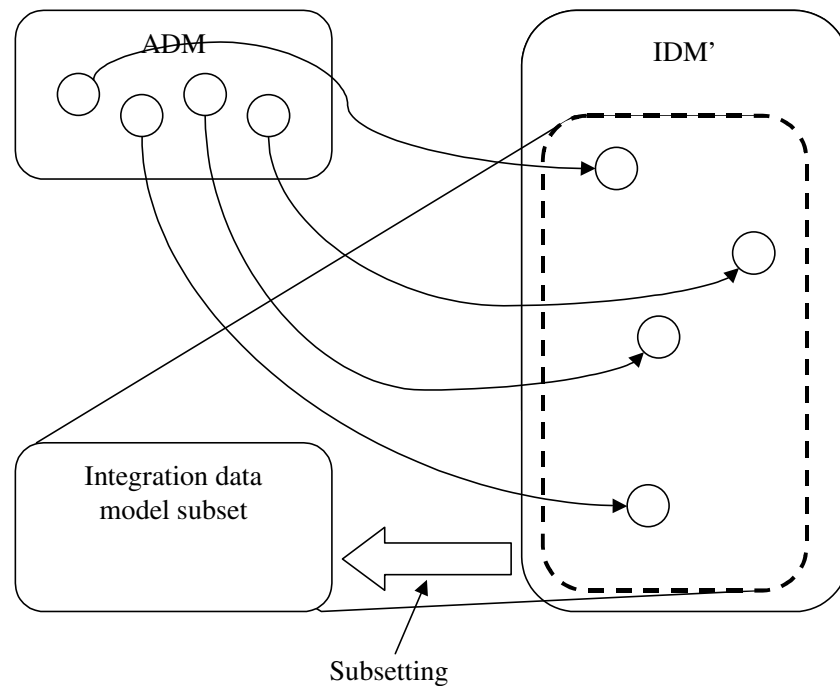 ADM
IDM’
Integration data
model subset
Subsetting